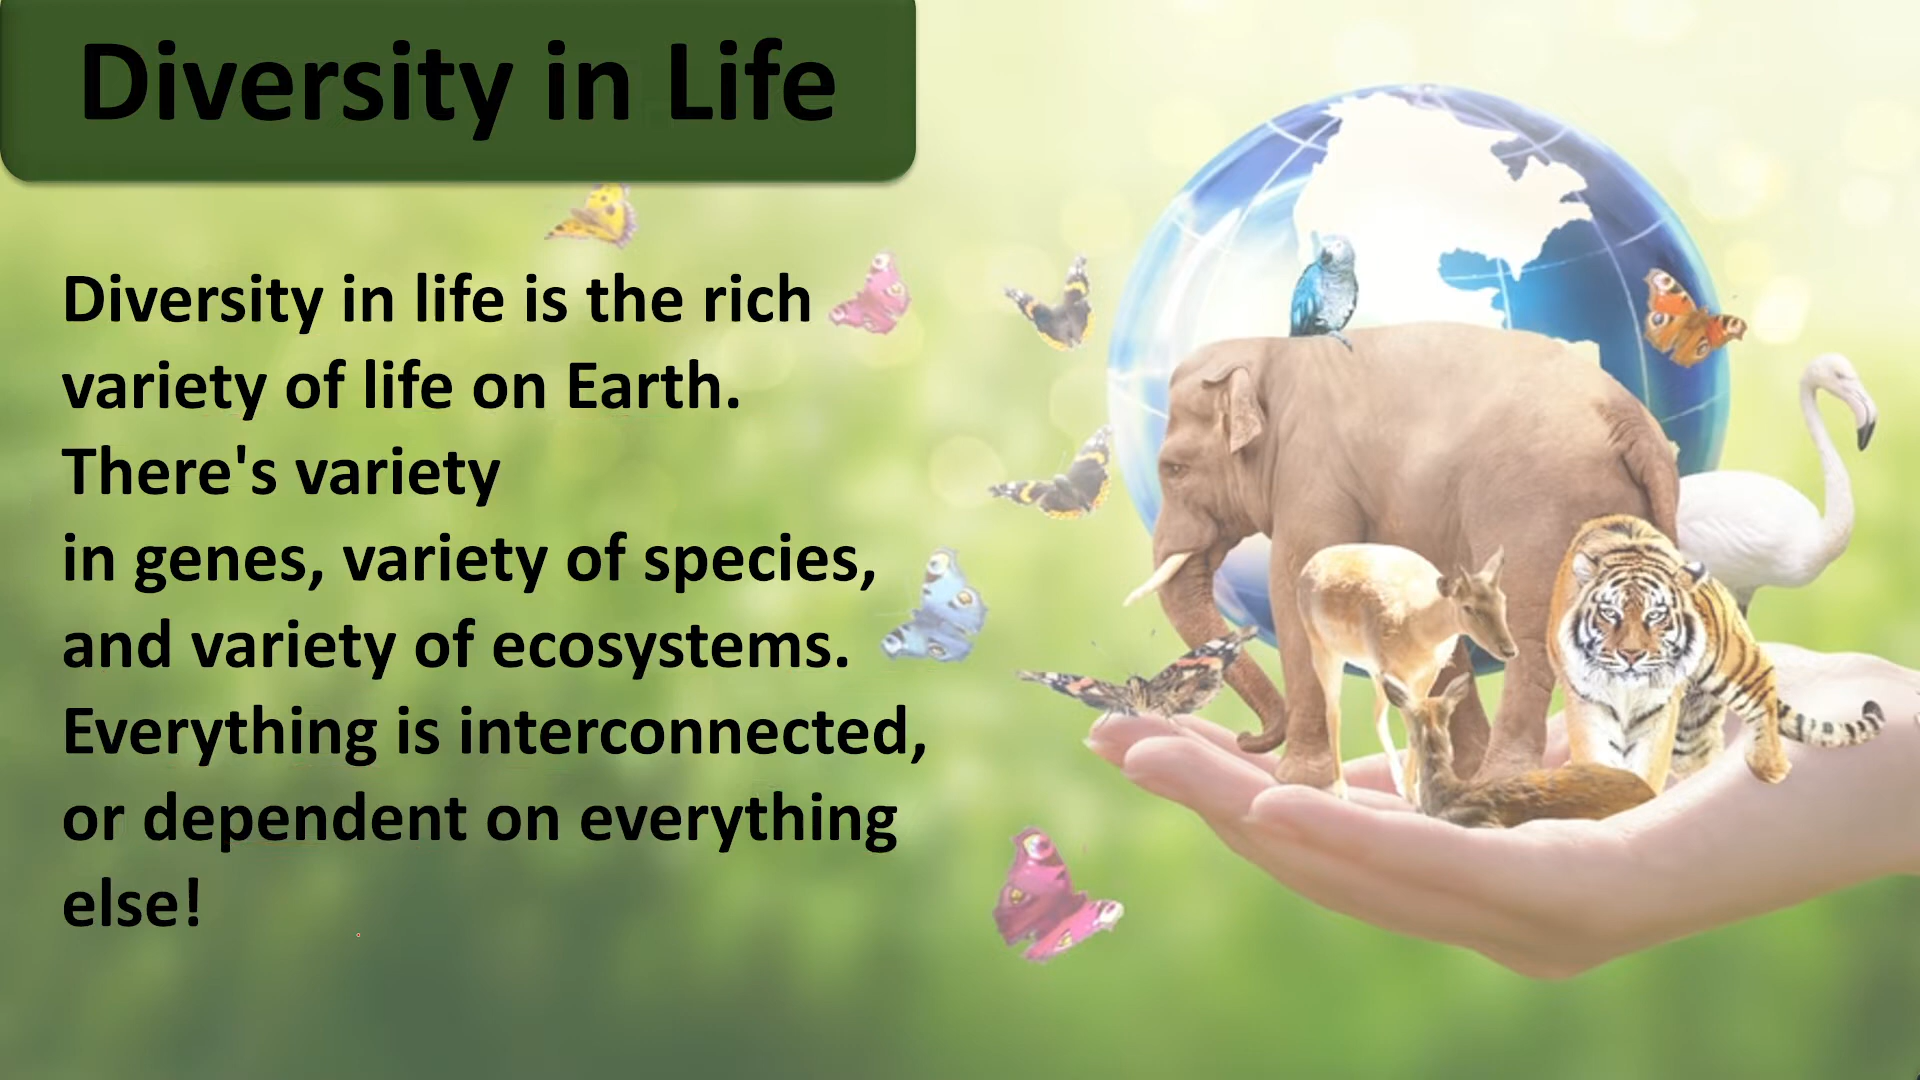 Diversity in Life
Diversity in life is the rich
variety of life on Earth.
There's variety
in genes, variety of species,
and variety of ecosystems.
Everything is interconnected,
or dependent on everything
else!